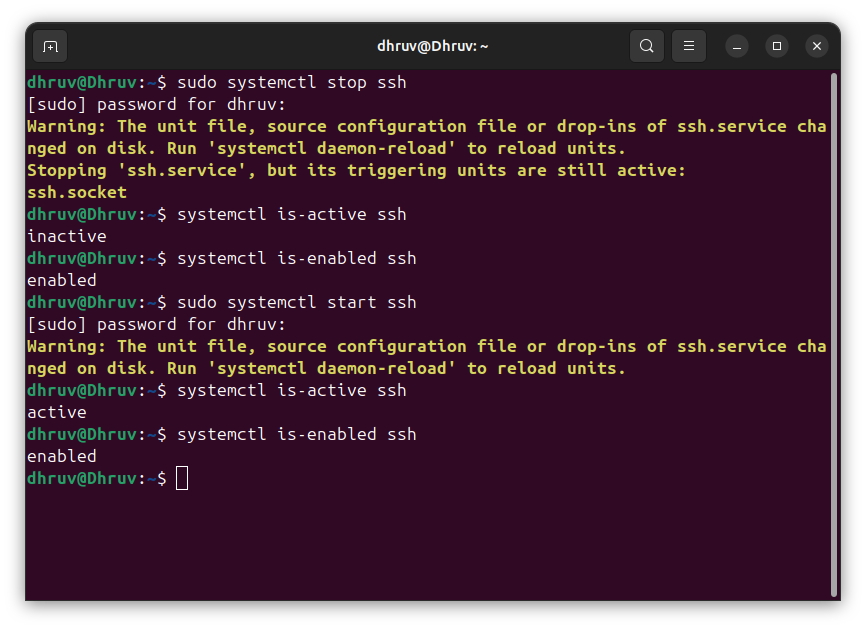 dhruv@Dhruv: ~
dhruv@Dhruv:~$ sudo systemctl stop ssh
[sudo] password for dhruv:
Warning: The unit file, source configuration file or drop-ins of ssh.service cha
nged on disk. Run 'systemctl daemon-reload' to reload units.
Stopping 'ssh.service', but its triggering units are still active:
ssh.socket
dhruv@Dhruv:~$ systemctl is-active ssh
inactive
dhruv@Dhruv:~$ systemctl is-enabled ssh
enabled
dhruv@Dhruv:~$ sudo systemctl start ssh
[sudo] password for dhruv:
Warning: The unit file, source configuration file or drop-ins of ssh.service cha
nged on disk. Run 'systemctl daemon-reload' to reload units.
dhruv@Dhruv:~$ systemctl is-active ssh
active
dhruv@Dhruv:~$ systemctl is-enabled ssh
enabled
dhruv@Dhruv:~$